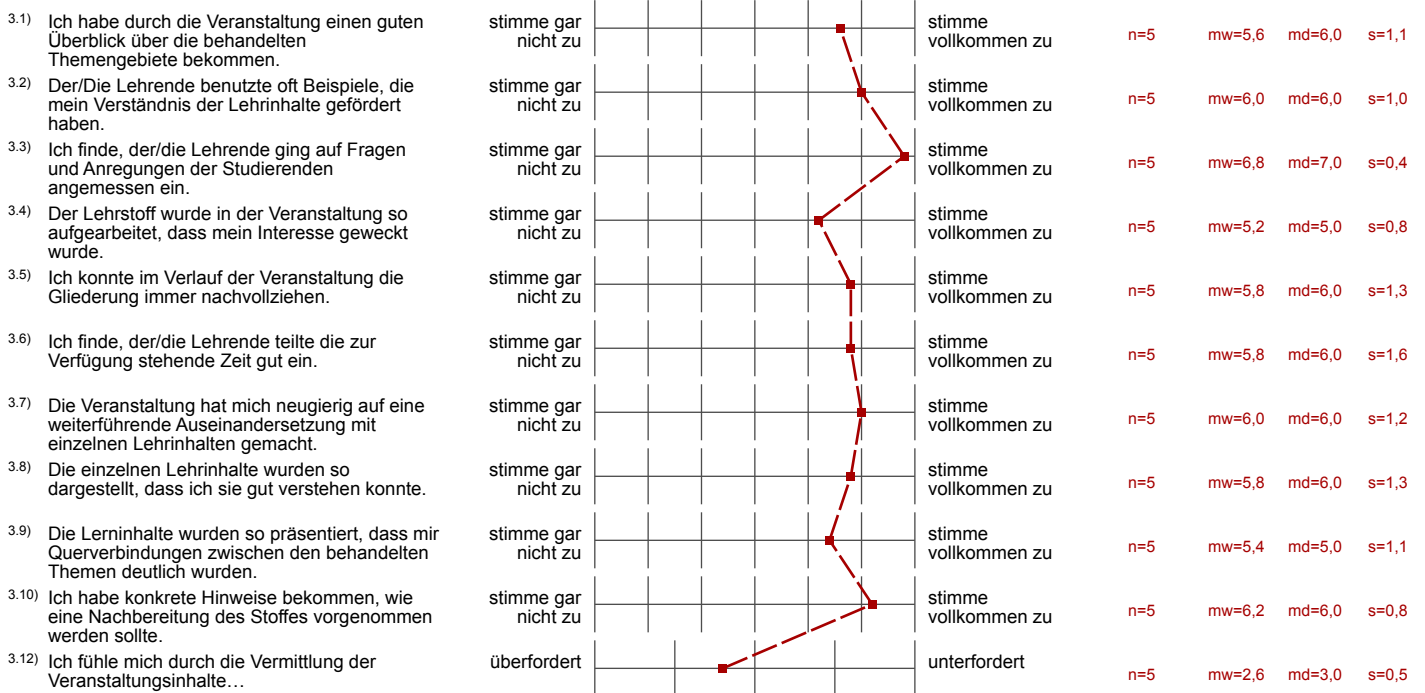 3.1) Ich habe durch die Veranstaltung einen guten
Überblick über die behandelten
Themengebiete bekommen.
stimme gar
nicht zu
stimme
vollkommen zu
n=5 mw=5,6 md=6,0 s=1,1
3.2) Der/Die Lehrende benutzte oft Beispiele, die
mein Verständnis der Lehrinhalte gefördert
haben.
stimme gar
nicht zu
stimme
vollkommen zu
n=5 mw=6,0 md=6,0 s=1,0
3.3) Ich finde, der/die Lehrende ging auf Fragen
und Anregungen der Studierenden
angemessen ein.
stimme gar
nicht zu
stimme
vollkommen zu
n=5 mw=6,8 md=7,0 s=0,4
3.4) Der Lehrstoff wurde in der Veranstaltung so
aufgearbeitet, dass mein Interesse geweckt
wurde.
stimme gar
nicht zu
stimme
vollkommen zu
n=5 mw=5,2 md=5,0 s=0,8
3.5) Ich konnte im Verlauf der Veranstaltung die
Gliederung immer nachvollziehen.
stimme gar
nicht zu
stimme
vollkommen zu
n=5 mw=5,8 md=6,0 s=1,3
3.6) Ich finde, der/die Lehrende teilte die zur
Verfügung stehende Zeit gut ein.
stimme gar
nicht zu
stimme
vollkommen zu
n=5 mw=5,8 md=6,0 s=1,6
3.7) Die Veranstaltung hat mich neugierig auf eine
weiterführende Auseinandersetzung mit
einzelnen Lehrinhalten gemacht.
stimme gar
nicht zu
stimme
vollkommen zu
n=5 mw=6,0 md=6,0 s=1,2
3.8) Die einzelnen Lehrinhalte wurden so
dargestellt, dass ich sie gut verstehen konnte.
stimme gar
nicht zu
stimme
vollkommen zu
n=5 mw=5,8 md=6,0 s=1,3
3.9) Die Lerninhalte wurden so präsentiert, dass mir
Querverbindungen zwischen den behandelten
Themen deutlich wurden.
stimme gar
nicht zu
stimme
vollkommen zu
n=5 mw=5,4 md=5,0 s=1,1
3.10) Ich habe konkrete Hinweise bekommen, wie
eine Nachbereitung des Stoffes vorgenommen
werden sollte.
stimme gar
nicht zu
stimme
vollkommen zu
n=5 mw=6,2 md=6,0 s=0,8
3.12) Ich fühle mich durch die Vermittlung der
Veranstaltungsinhalte…
überfordert
unterfordert
n=5 mw=2,6 md=3,0 s=0,5